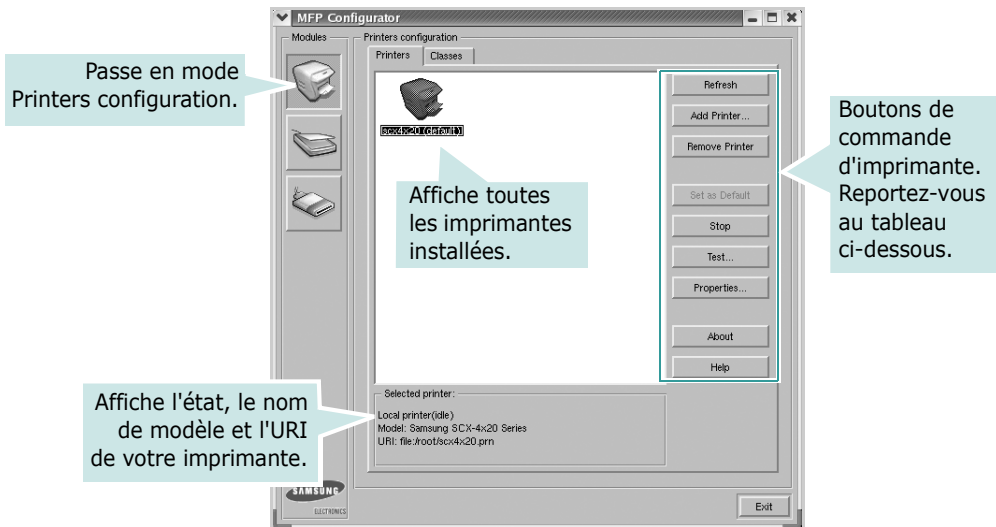 MFP Configurator
Modules
Printers configuration
Printers
Classes
Passe en mode
Printers configuration.
scx4x20 (default)
Affiche toutes
les imprimantes
installées.
Refresh
Add Printer...
Remove Printer
Set as Default
Stop
Test...
Properties...
About
Help
Boutons de
commande
d'imprimante.
Reportez-vous
au tableau
ci-dessous.
Affiche l'état, le nom
de modèle et l'URI
de votre imprimante.
Selected printer:
Local printer(idle)
Model: Samsung SCX-4x20 Series
URI: file:/root/scx4x20.prn
SAMSUNG
ELECTRONICS
Exit